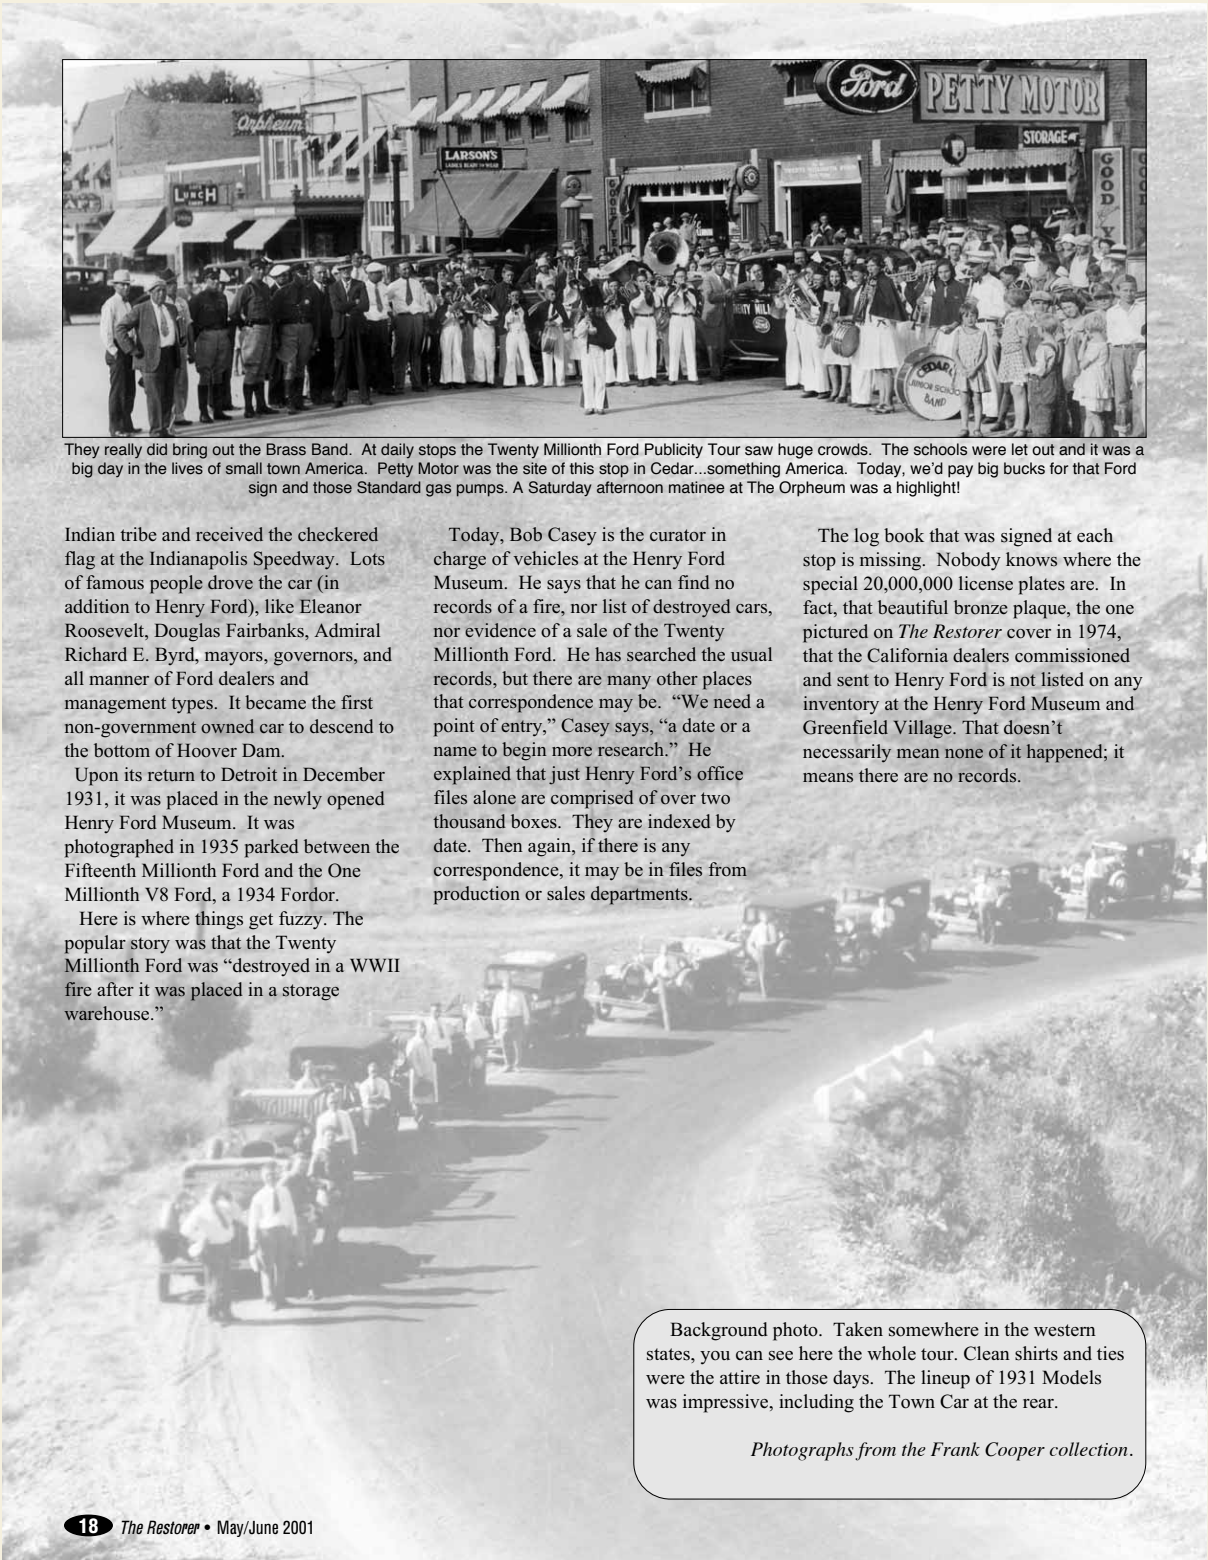 Orpheum
LUNCH
LARSON'S
LADIES READY TO WEAR
Ford
PETTY MOTOR
STORAGE
GOOD
GOOD Y
TWENTY MILL
Ford
CEDAR
JUNIOR SCHOOL
BAND
They really did bring out the Brass Band.  At daily stops the Twenty Millionth Ford Publicity Tour saw huge crowds.  The schools were let out and it was a
big day in the lives of small town America.  Petty Motor was the site of this stop in Cedar...something America.  Today, we'd pay big bucks for that Ford
sign and those Standard gas pumps. A Saturday afternoon matinee at The Orpheum was a highlight!
Indian tribe and received the checkered
flag at the Indianapolis Speedway.  Lots
of famous people drove the car (in
addition to Henry Ford), like Eleanor
Roosevelt, Douglas Fairbanks, Admiral
Richard E. Byrd, mayors, governors, and
all manner of Ford dealers and
management types.  It became the first
non-government owned car to descend to
the bottom of Hoover Dam.
Upon its return to Detroit in December
1931, it was placed in the newly opened
Henry Ford Museum.  It was
photographed in 1935 parked between the
Fifteenth Millionth Ford and the One
Millionth V8 Ford, a 1934 Fordor.
Here is where things get fuzzy. The
popular story was that the Twenty
Millionth Ford was “destroyed in a WWII
fire after it was placed in a storage
warehouse.”
Today, Bob Casey is the curator in
charge of vehicles at the Henry Ford
Museum.  He says that he can find no
records of a fire, nor list of destroyed cars,
nor evidence of a sale of the Twenty
Millionth Ford.  He has searched the usual
records, but there are many other places
that correspondence may be.  “We need a
point of entry,” Casey says, “a date or a
name to begin more research.”  He
explained that just Henry Ford’s office
files alone are comprised of over two
thousand boxes.  They are indexed by
date.  Then again, if there is any
correspondence, it may be in files from
production or sales departments.
The log book that was signed at each
stop is missing.  Nobody knows where the
special 20,000,000 license plates are.  In
fact, that beautiful bronze plaque, the one
pictured on The Restorer cover in 1974,
that the California dealers commissioned
and sent to Henry Ford is not listed on any
inventory at the Henry Ford Museum and
Greenfield Village. That doesn’t
necessarily mean none of it happened; it
means there are no records.
Background photo.  Taken somewhere in the western
states, you can see here the whole tour. Clean shirts and ties
were the attire in those days.  The lineup of 1931 Models
was impressive, including the Town Car at the rear.
Photographs from the Frank Cooper collection.
18 The Restorer • May/June 2001